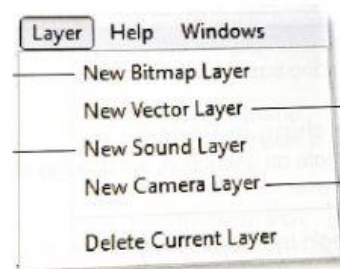 Layer Help Windows
New Bitmap Layer
New Vector Layer
New Sound Layer
New Camera Layer
Delete Current Layer